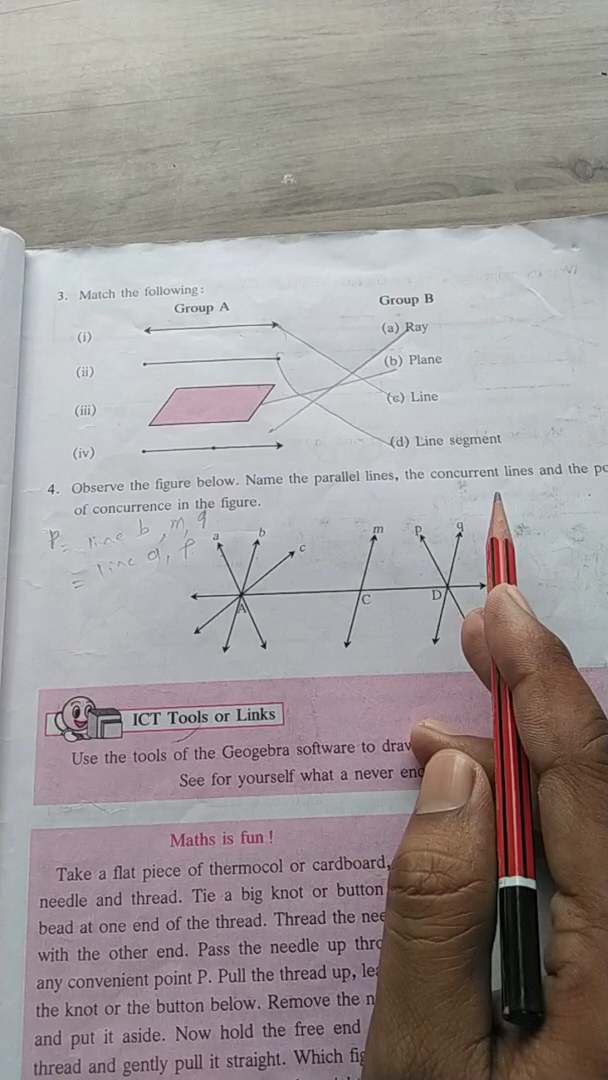 3. Match the following:
Group A Group B
(i) (a) Ray
(ii) (b) Plane
(iii) (c) Line
(iv) (d) Line segment
4. Observe the figure below. Name the parallel lines, the concurrent lines and the
of concurrence in the figure.
P= line b, m, q
= line a, p
a b c m p q
A C D
ICT Tools or Links
Use the tools of the Geogebra software to draw
See for yourself what a never
Maths is fun !
Take a flat piece of thermocol or cardboard,
needle and thread. Tie a big knot or button
bead at one end of the thread. Thread the
with the other end. Pass the needle up
any convenient point P. Pull the thread up,
the knot or the button below. Remove the
and put it aside. Now hold the free end
thread and gently pull it straight. Which